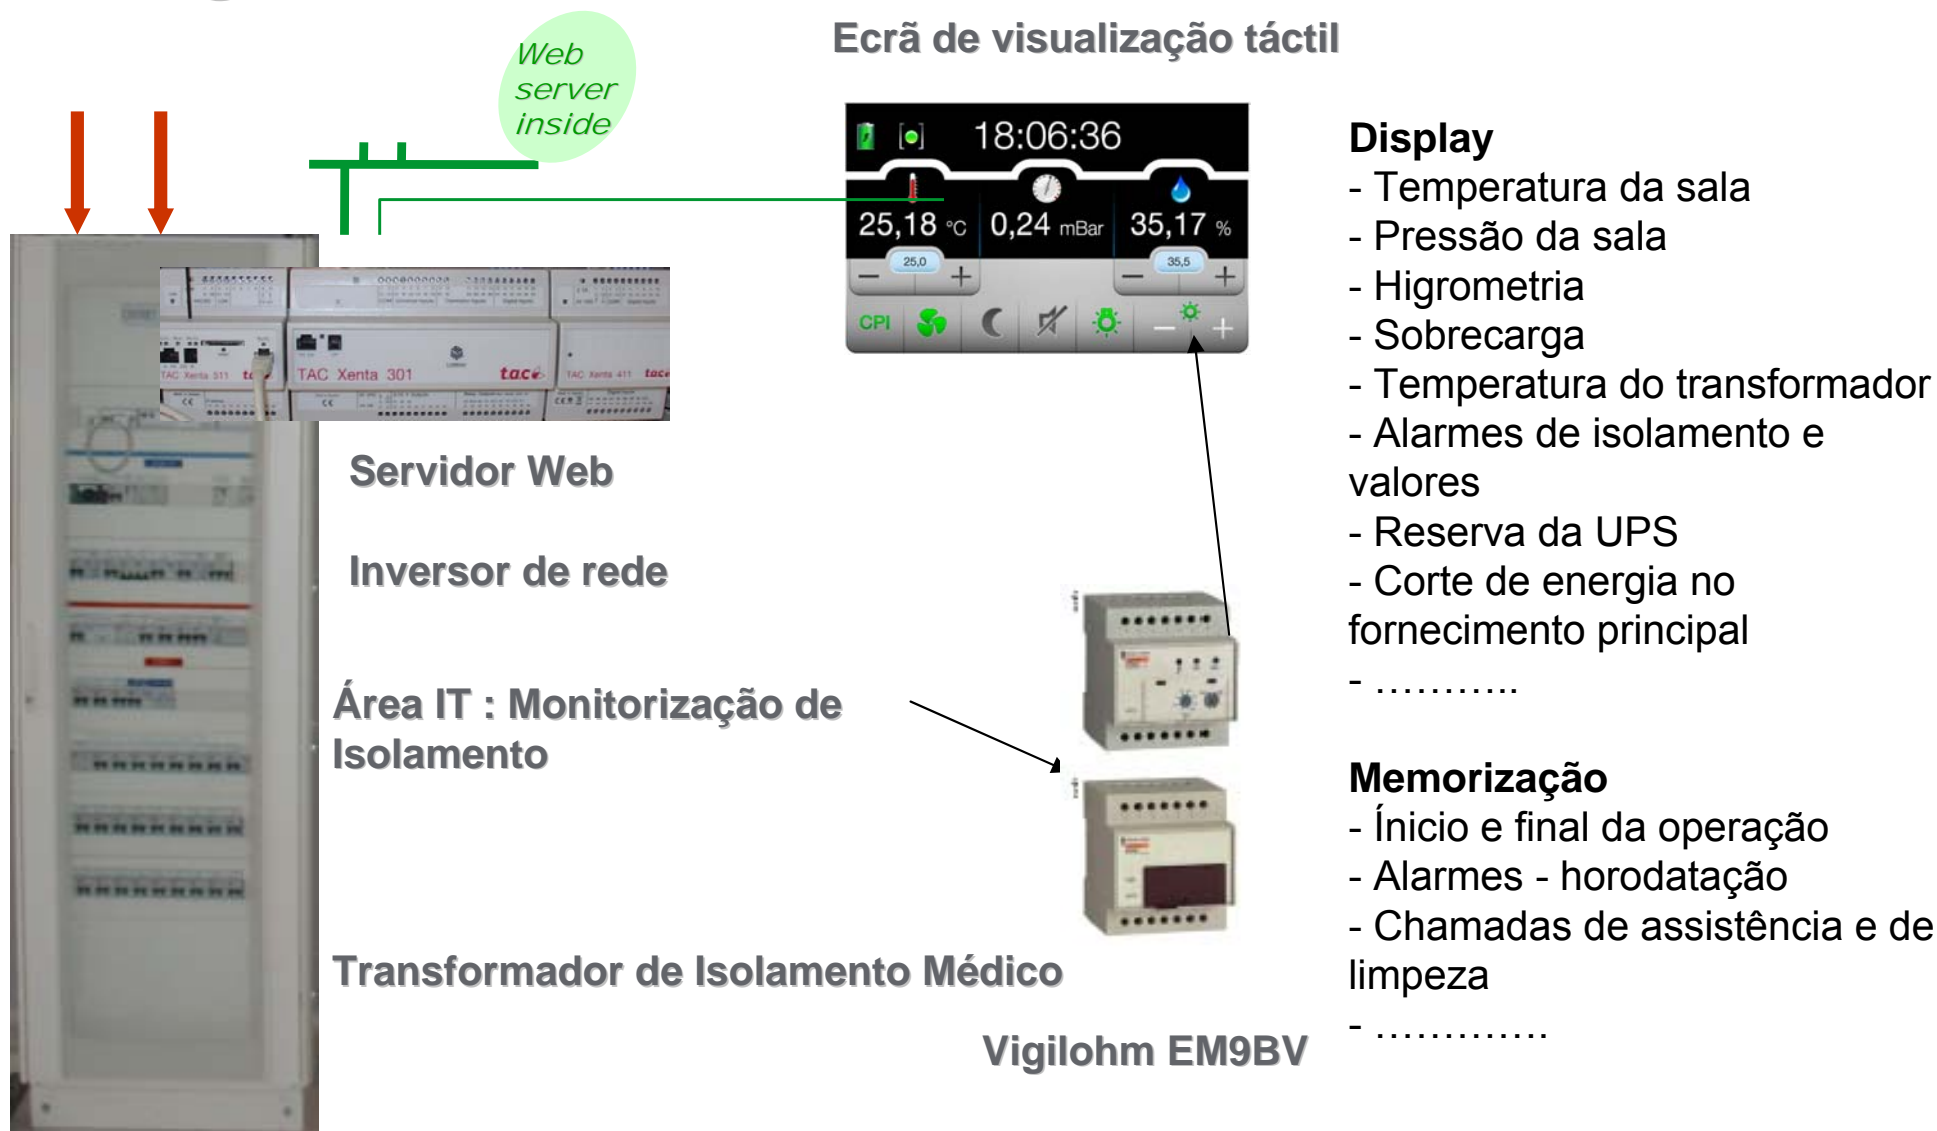 Ecrã de visualização táctil
Web
server
inside
18:06:36
25,18 °C
0,24 mBar
35,17 %
25,0
35,5
— +
— +
CPI
— +
TAC Xenta 511
TAC Xenta 301
tac
TAC Xenta 411
Servidor Web
Inversor de rede
Área IT : Monitorização de
Isolamento
Transformador de Isolamento Médico
Vigilohm EM9BV
Display
- Temperatura da sala
- Pressão da sala
- Higrometria
- Sobrecarga
- Temperatura do transformador
- Alarmes de isolamento e
valores
- Reserva da UPS
- Corte de energia no
fornecimento principal
- ………..
Memorização
- Ínicio e final da operação
- Alarmes - horodatação
- Chamadas de assistência e de
limpeza
- ………….